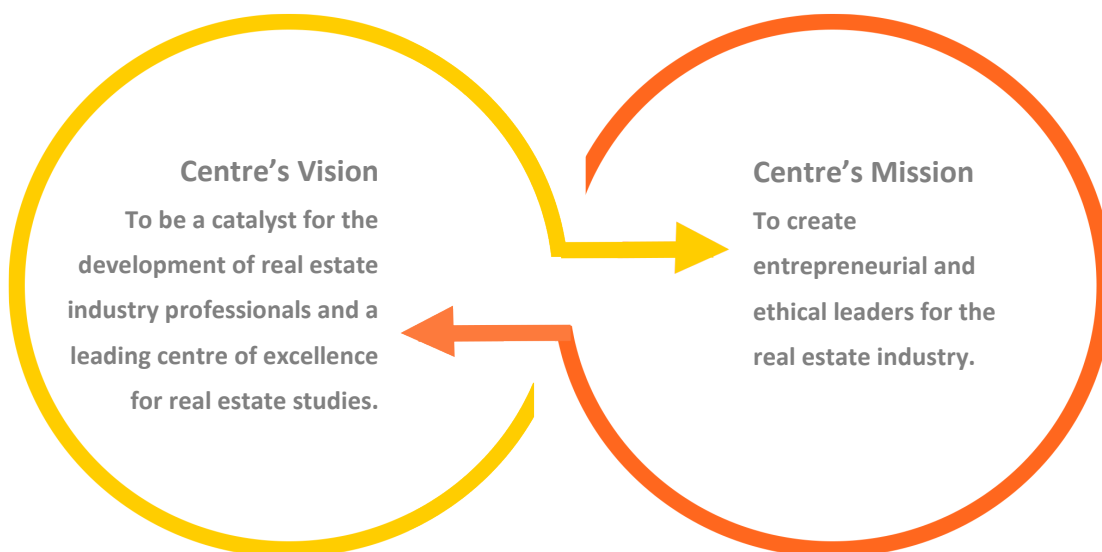 Centre’s Vision
To be a catalyst for the
development of real estate
industry professionals and a
leading centre of excellence
for real estate studies.
Centre’s Mission
To create
entrepreneurial and
ethical leaders for the
real estate industry.